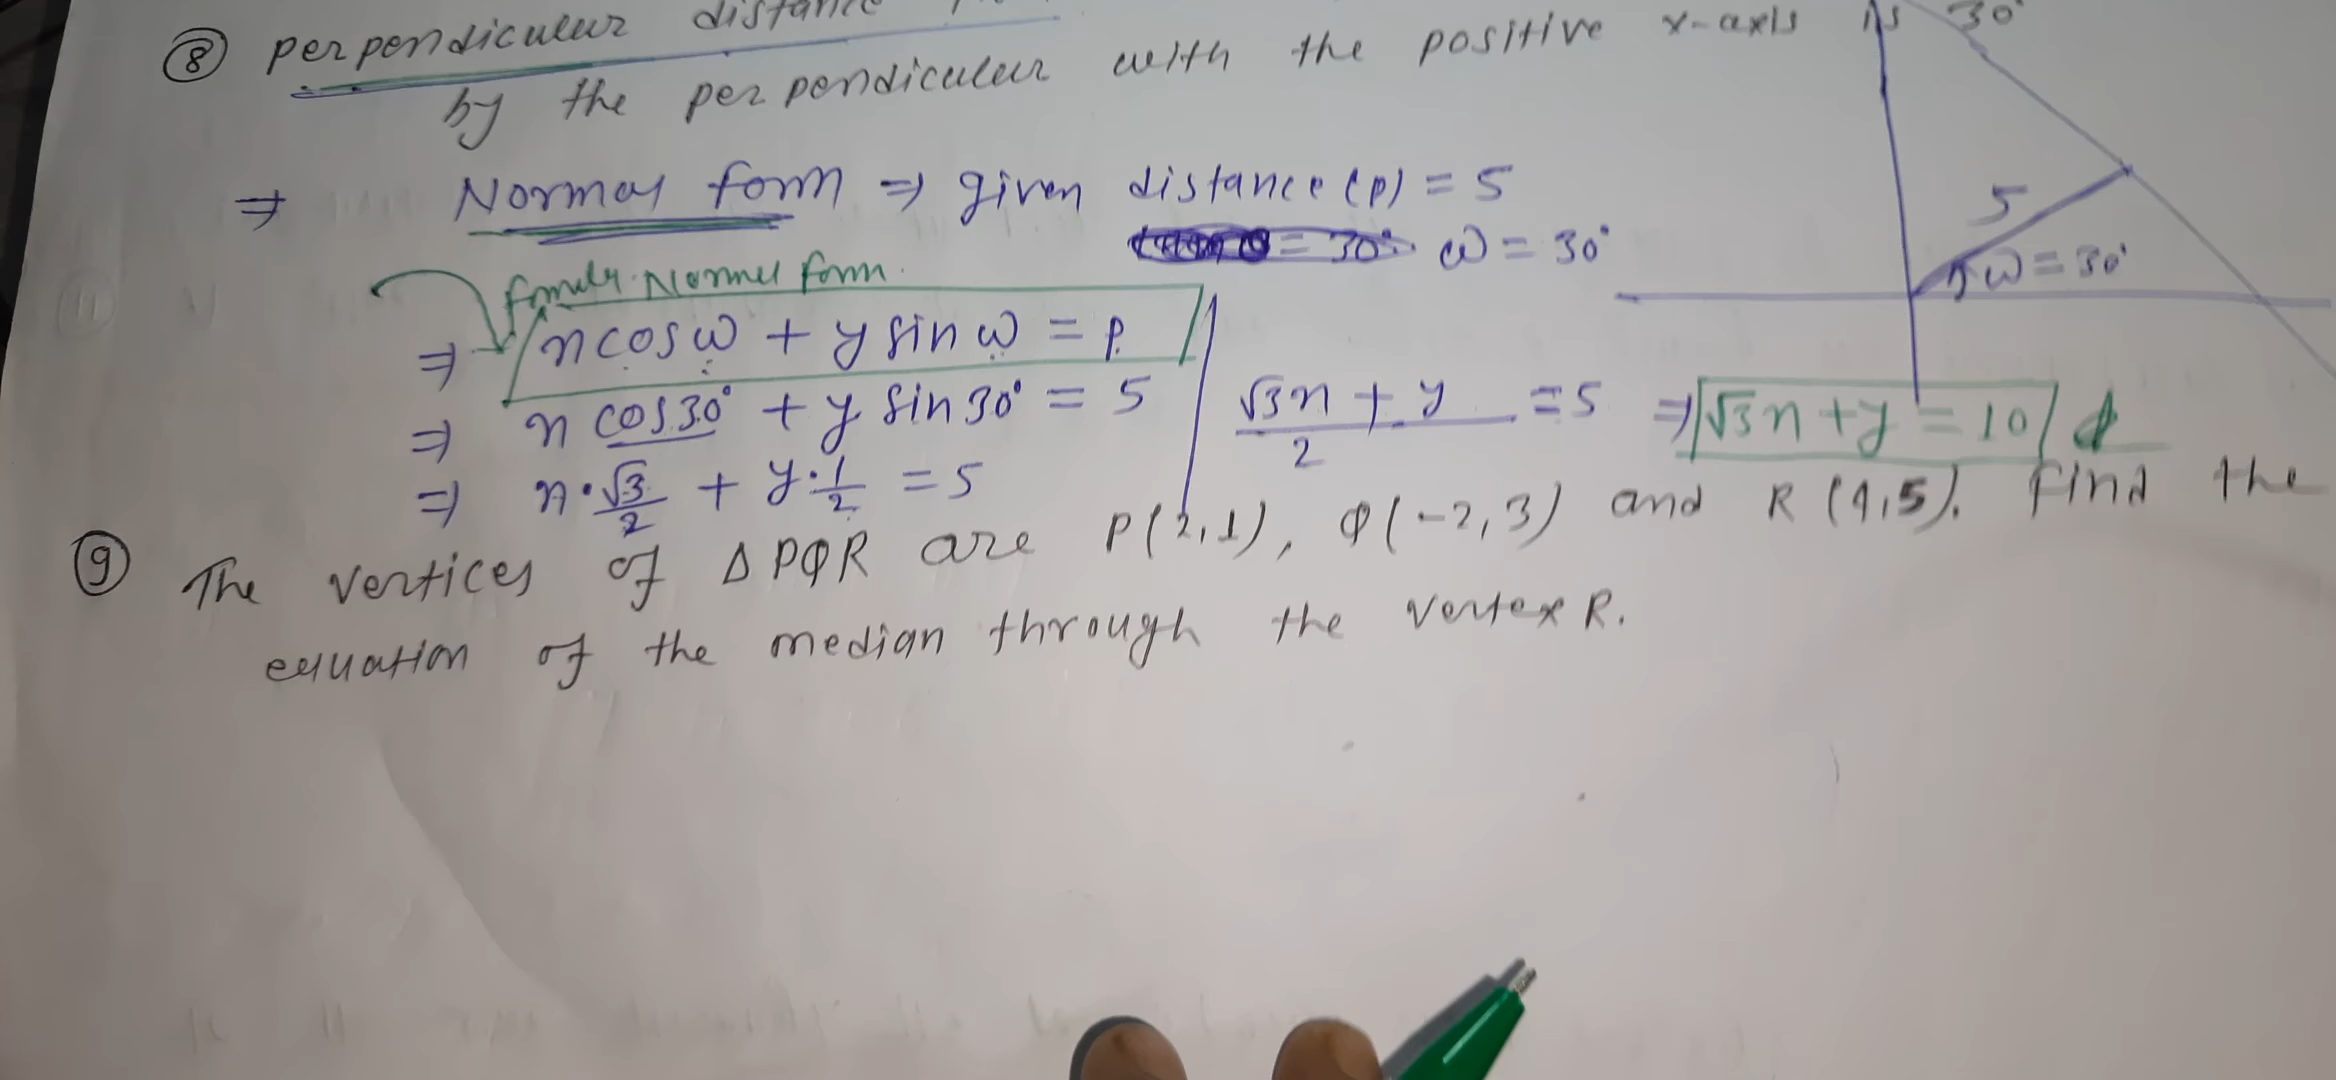 ⑧ perpendicular distance
by the perpendicular with the positive x-axis is 30°
⇒ Normal form ⇒ given distance (p) = 5
= 30° ω = 30°
5
ω = 30°
Normal form
⇒ x cos ω + y sin ω = p
⇒ x cos 30° + y sin 30° = 5
⇒ x · √3/2 + y · 1/2 = 5
(√3x + y)/2 = 5 ⇒ √3x + y = 10
⑨ The vertices of Δ PQR are P(2,1), Q(-2,3) and R (4,5). Find the
equation of the median through the vertex R.